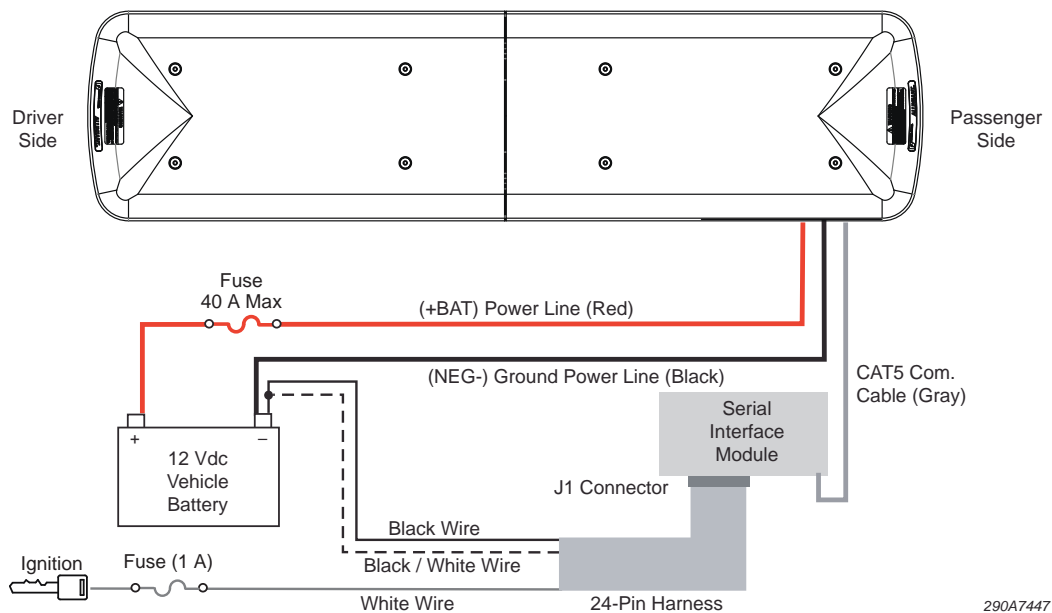 Driver
Side
Passenger
Side
Fuse
40 A Max
(+BAT) Power Line (Red)
(NEG-) Ground Power Line (Black)
CAT5 Com.
Cable (Gray)
Serial
Interface
Module
+
–
12 Vdc
Vehicle
Battery
J1 Connector
Black Wire
Black / White Wire
Ignition
Fuse (1 A)
White Wire
24-Pin Harness
290A7447